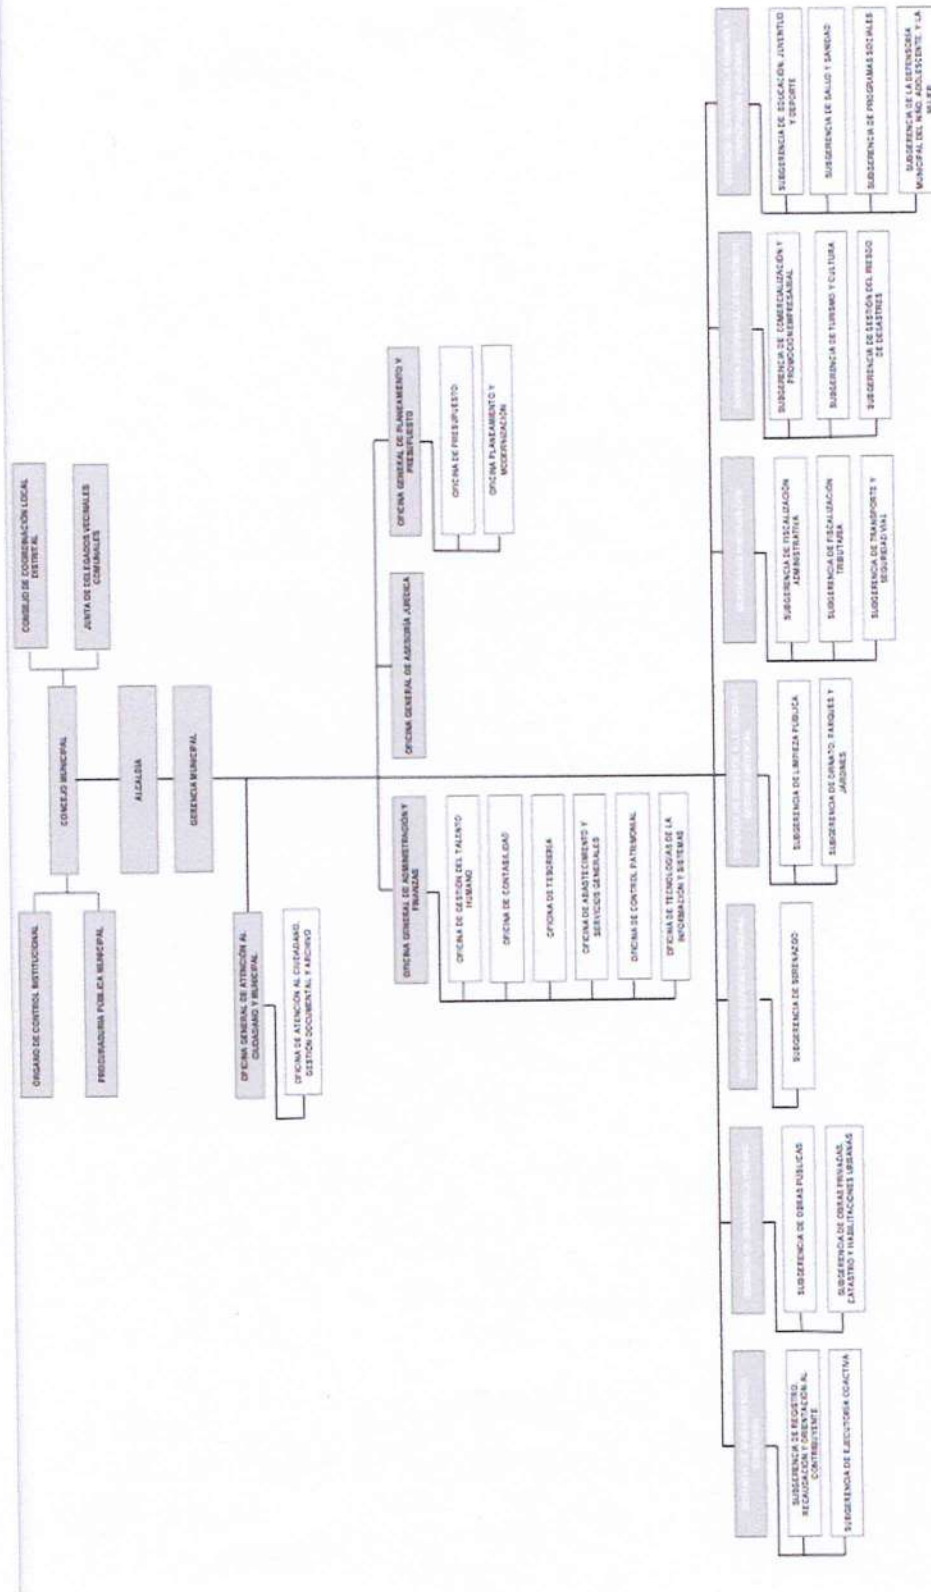 CONSEJO DE COORDINACIÓN LOCAL
DISTRITAL
JUNTA DE DELEGADOS VECINALES
COMUNALES
CONCEJO MUNICIPAL
ÓRGANO DE CONTROL INSTITUCIONAL
PROCURADURIA PÚBLICA MUNICIPAL
ALCALDÍA
GERENCIA MUNICIPAL
OFICINA GENERAL DE ATENCIÓN AL
CIUDADANO Y MUNICIPAL
OFICINA DE ATENCIÓN AL CIUDADANO,
GESTIÓN DOCUMENTAL Y ARCHIVO
OFICINA GENERAL DE ADMINISTRACIÓN Y
FINANZAS
OFICINA DE GESTIÓN DEL TALENTO
HUMANO
OFICINA DE CONTABILIDAD
OFICINA DE TESORERÍA
OFICINA DE ABASTECIMIENTO Y
SERVICIOS GENERALES
OFICINA DE CONTROL PATRIMONIAL
OFICINA DE TECNOLOGÍAS DE LA
INFORMACIÓN Y SISTEMAS
OFICINA GENERAL DE ASESORÍA JURÍDICA
OFICINA GENERAL DE PLANEAMIENTO Y
PRESUPUESTO
OFICINA DE PRESUPUESTO
OFICINA PLANEAMIENTO Y
MODERNIZACIÓN
SUBGERENCIA DE REGISTRO,
RECAUDACIÓN Y ORIENTACIÓN AL
CONTRIBUYENTE
SUBGERENCIA DE EJECUTORÍA COACTIVA
SUBGERENCIA DE OBRAS PÚBLICAS
SUBGERENCIA DE OBRAS PRIVADAS,
CATASTRO Y HABILITACIONES URBANAS
SUBGERENCIA DE SERENAZGO
SUBGERENCIA DE LIMPIEZA PÚBLICA
SUBGERENCIA DE ORNATO, PARQUES Y
JARDINES
SUBGERENCIA DE FISCALIZACIÓN
ADMINISTRATIVA
SUBGERENCIA DE FISCALIZACIÓN
TRIBUTARIA
SUBGERENCIA DE TRANSPORTE Y
SEGURIDAD VIAL
SUBGERENCIA DE COMERCIALIZACIÓN Y
PROMOCIÓN EMPRESARIAL
SUBGERENCIA DE TURISMO Y CULTURA
SUBGERENCIA DE GESTIÓN DEL RIESGO
DE DESASTRES
SUBGERENCIA DE EDUCACIÓN, JUVENTUD
Y DEPORTE
SUBGERENCIA DE SALUD Y SANIDAD
SUBGERENCIA DE PROGRAMAS SOCIALES
SUBGERENCIA DE LA DEFENSORÍA
MUNICIPAL DEL NIÑO, ADOLESCENTE Y LA
MUJER